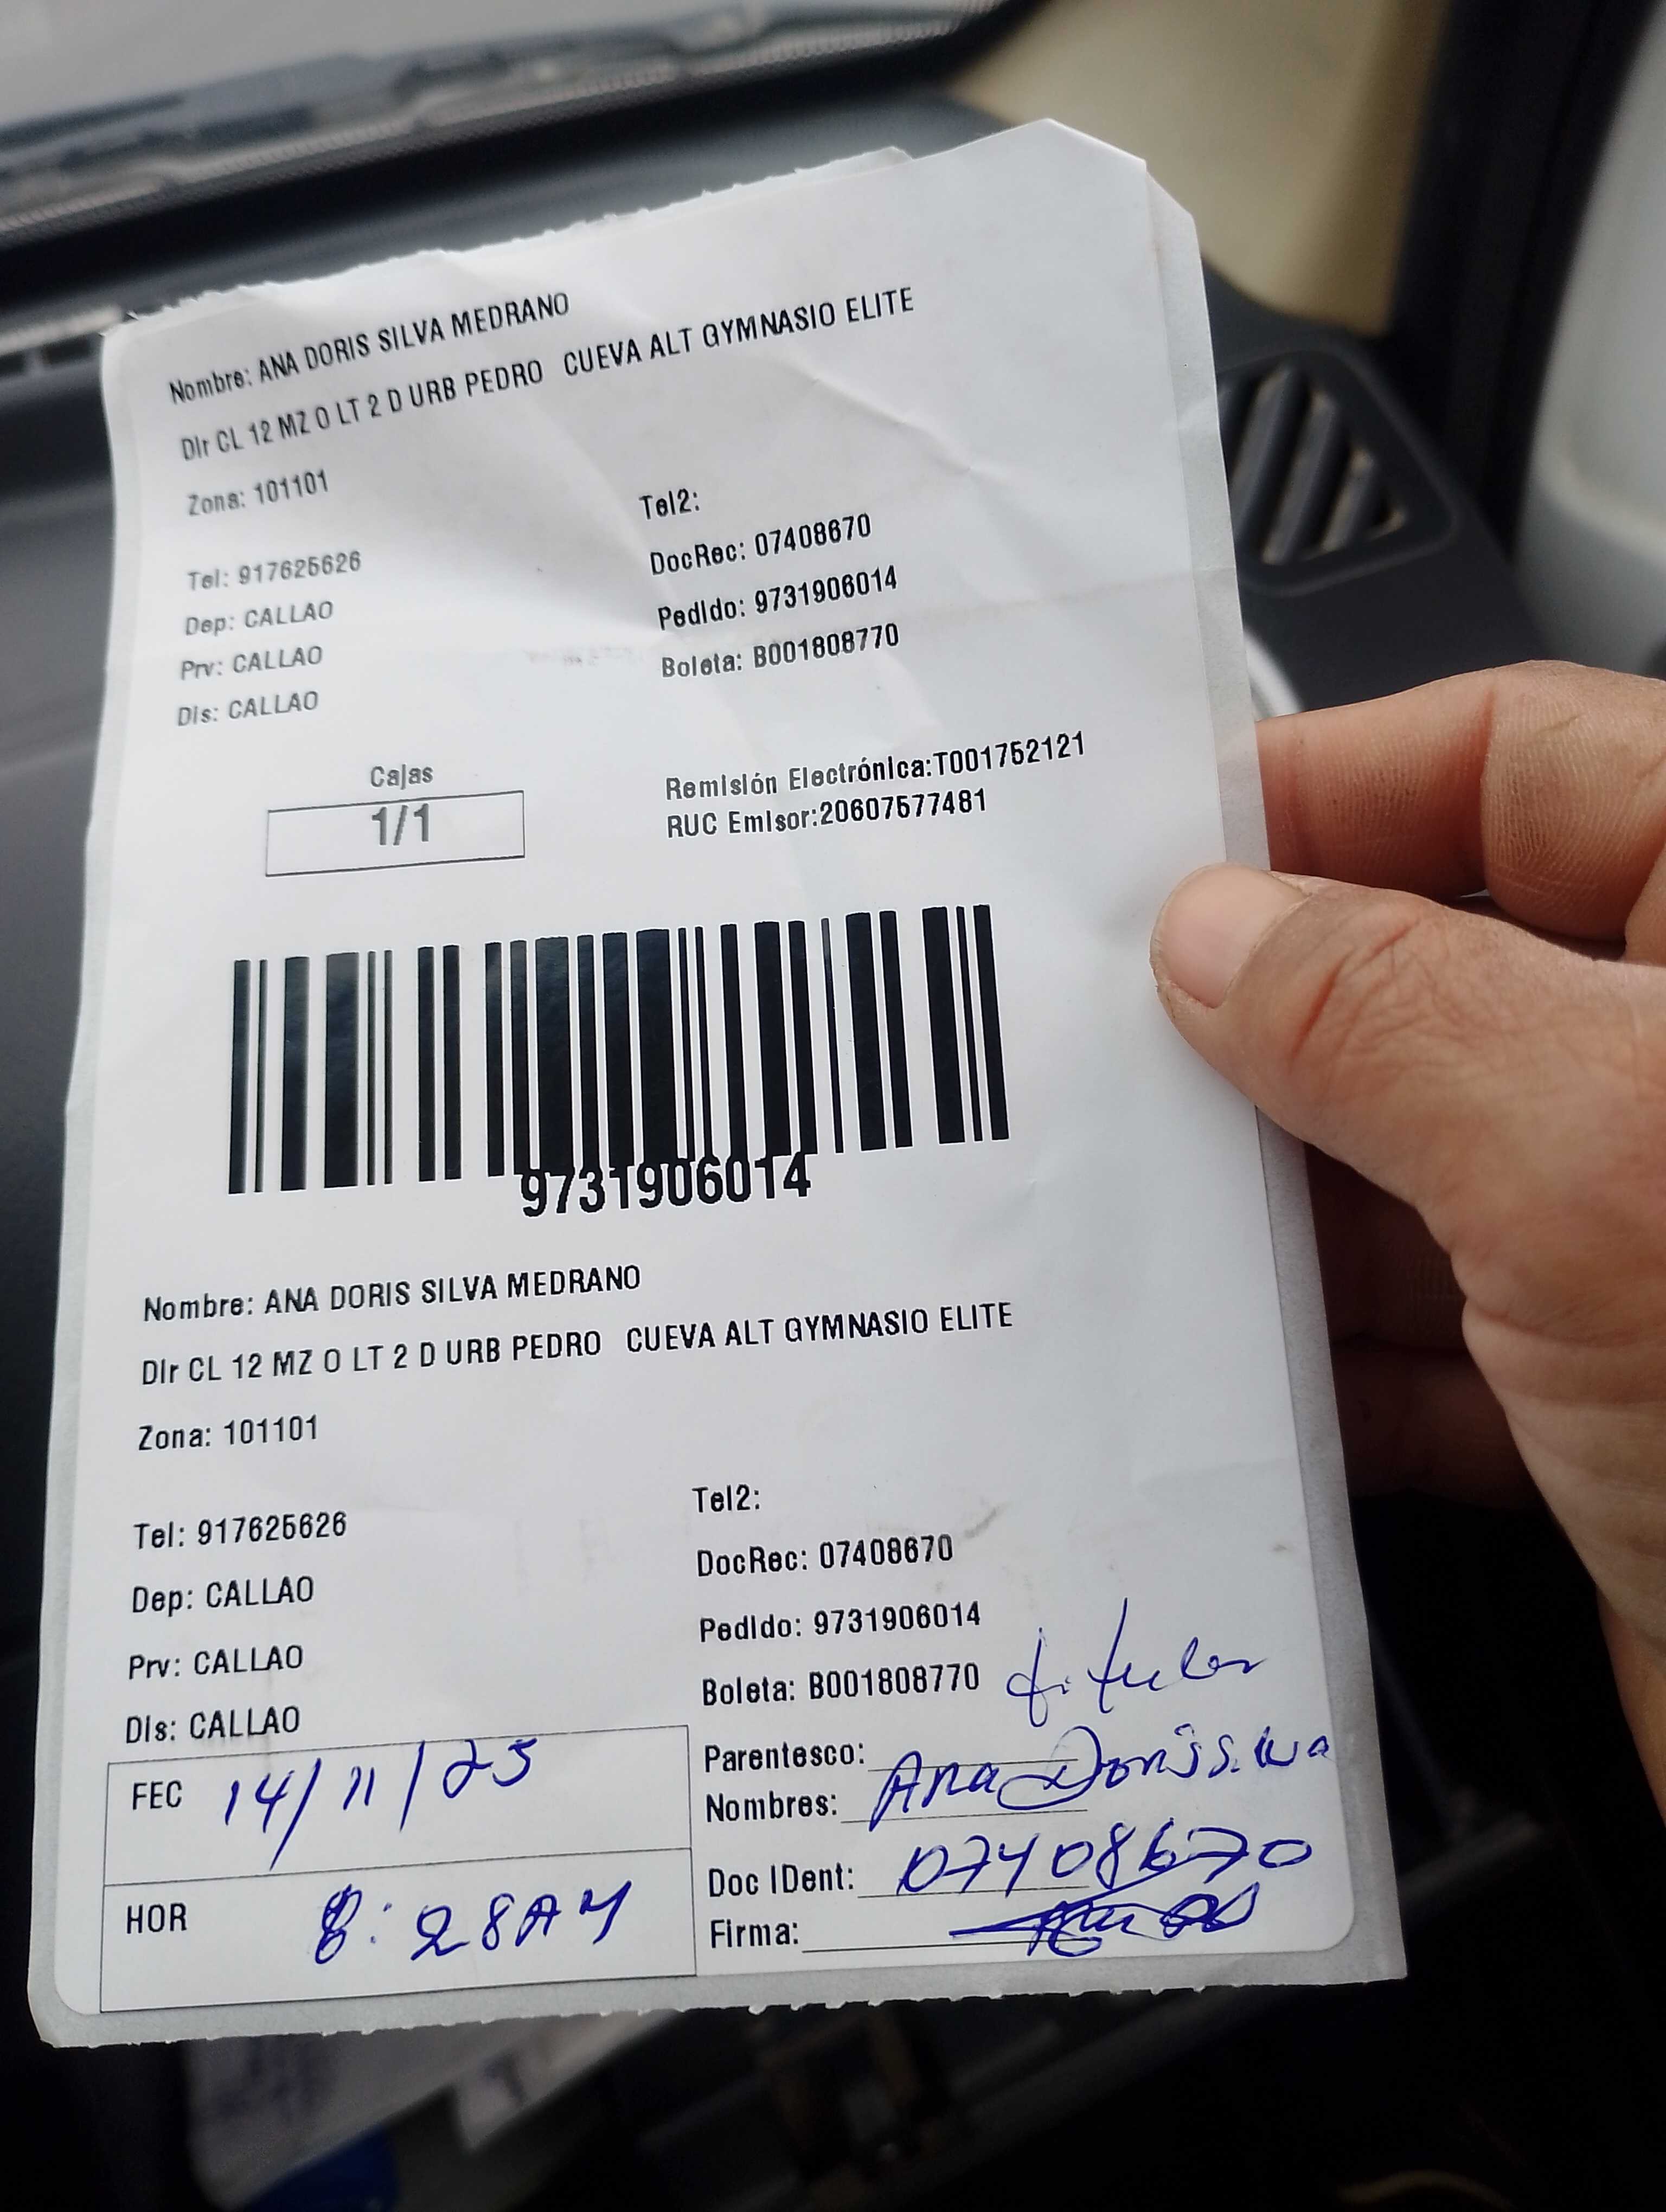 Nombre: ANA DORIS SILVA MEDRANO
Dir CL 12 MZ O LT 2 D URB PEDRO CUEVA ALT GYMNASIO ELITE
Zona: 101101
Tel2:
Tel: 917625626
DocRec: 07408670
Dep: CALLAO
Pedido: 9731906014
Prv: CALLAO
Boleta: B001808770
Dis: CALLAO
Cajas
1/1
Remisión Electrónica:T001752121
RUC Emisor:20607577481
9731906014
Nombre: ANA DORIS SILVA MEDRANO
Dir CL 12 MZ O LT 2 D URB PEDRO CUEVA ALT GYMNASIO ELITE
Zona: 101101
Tel2:
Tel: 917625626
DocRec: 07408670
Dep: CALLAO
Pedido: 9731906014
Prv: CALLAO
Boleta: B001808770
Dis: CALLAO
titular
Parentesco:
FEC 14/11/25
Nombres: Ana Doris Silva
Doc IDent: 07408670
HOR 8:28AM
Firma: